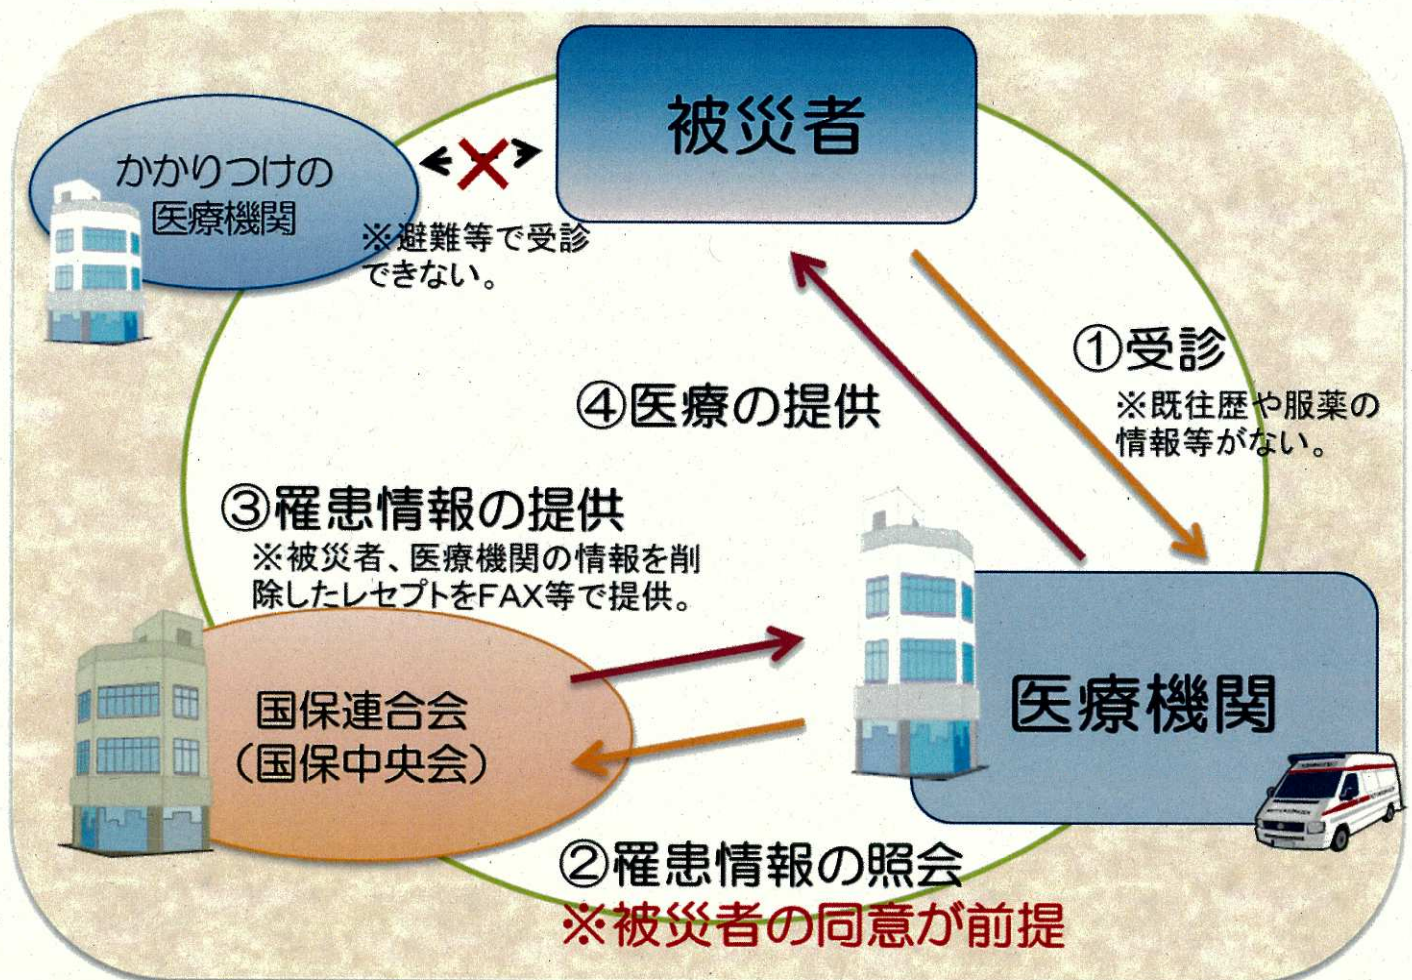 被災者
かかりつけの
医療機関
※避難等で受診
できない。
①受診
※既往歴や服薬の
情報等がない。
④医療の提供
③罹患情報の提供
※被災者、医療機関の情報を削
除したレセプトをFAX等で提供。
国保連合会
（国保中央会）
医療機関
②罹患情報の照会
※被災者の同意が前提